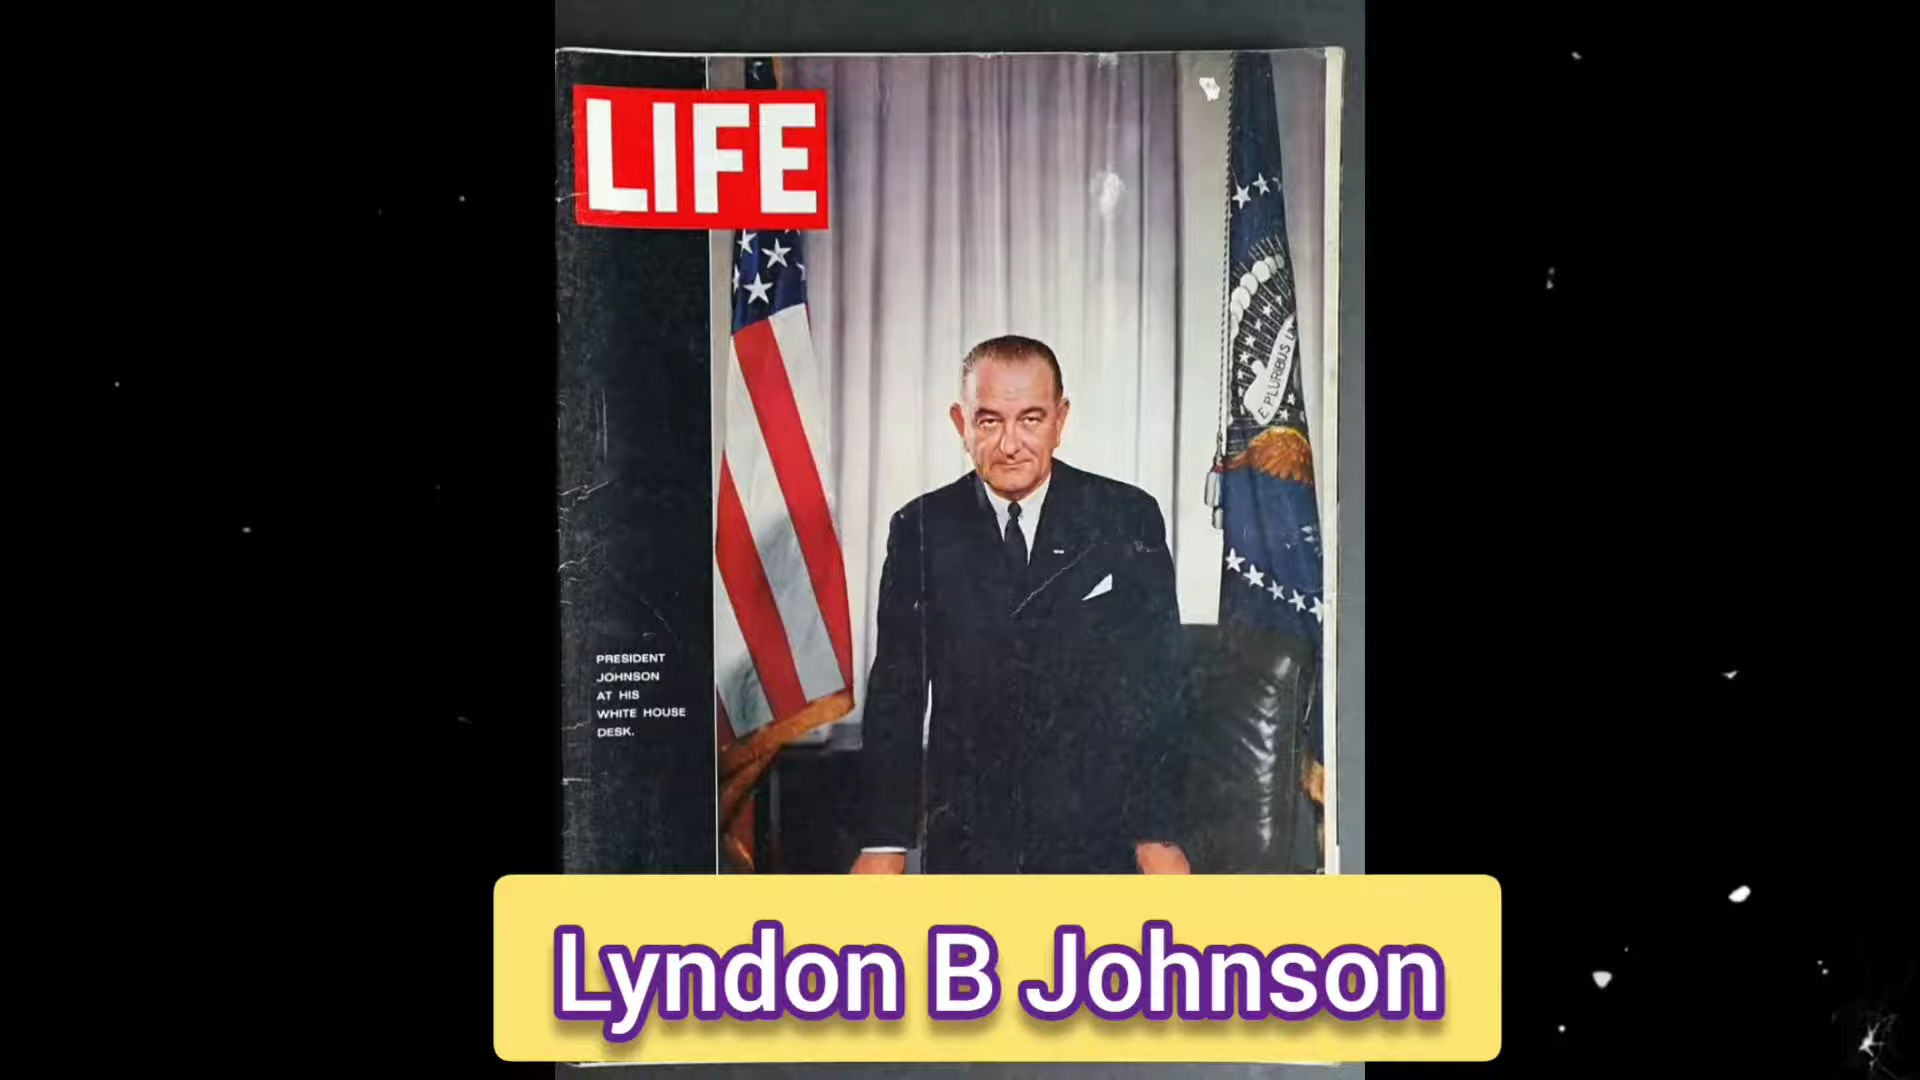 LIFE
PRESIDENT
JOHNSON
AT HIS
WHITE HOUSE
DESK.
E PLURIBUS
Lyndon B Johnson